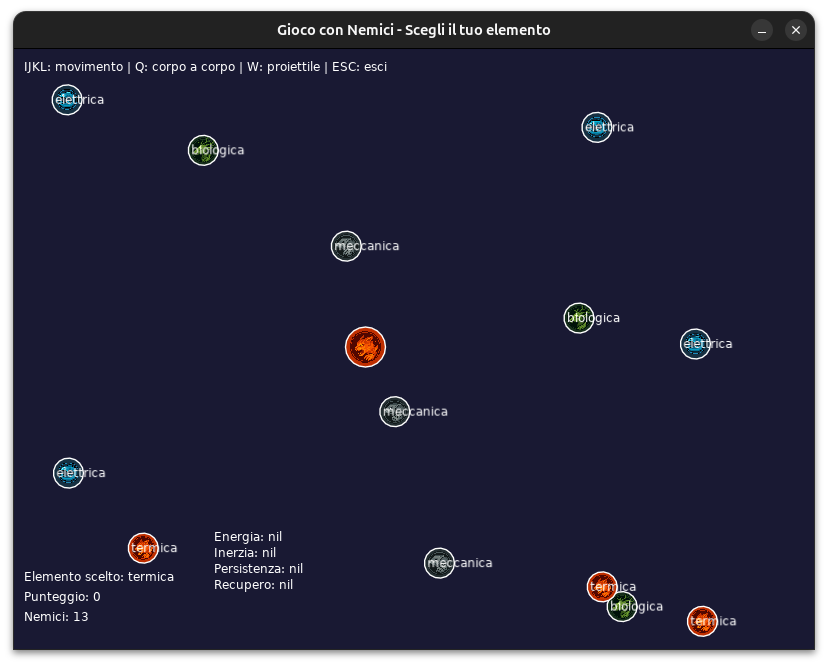 Gioco con Nemici - Scegli il tuo elemento
IJKL: movimento | Q: corpo a corpo | W: proiettile | ESC: esci
elettrica
elettrica
biologica
meccanica
biologica
elettrica
meccanica
elettrica
termica
Energia: nil
Inerzia: nil
Persistenza: nil
Recupero: nil
meccanica
termica
biologica
termica
Elemento scelto: termica
Punteggio: 0
Nemici: 13